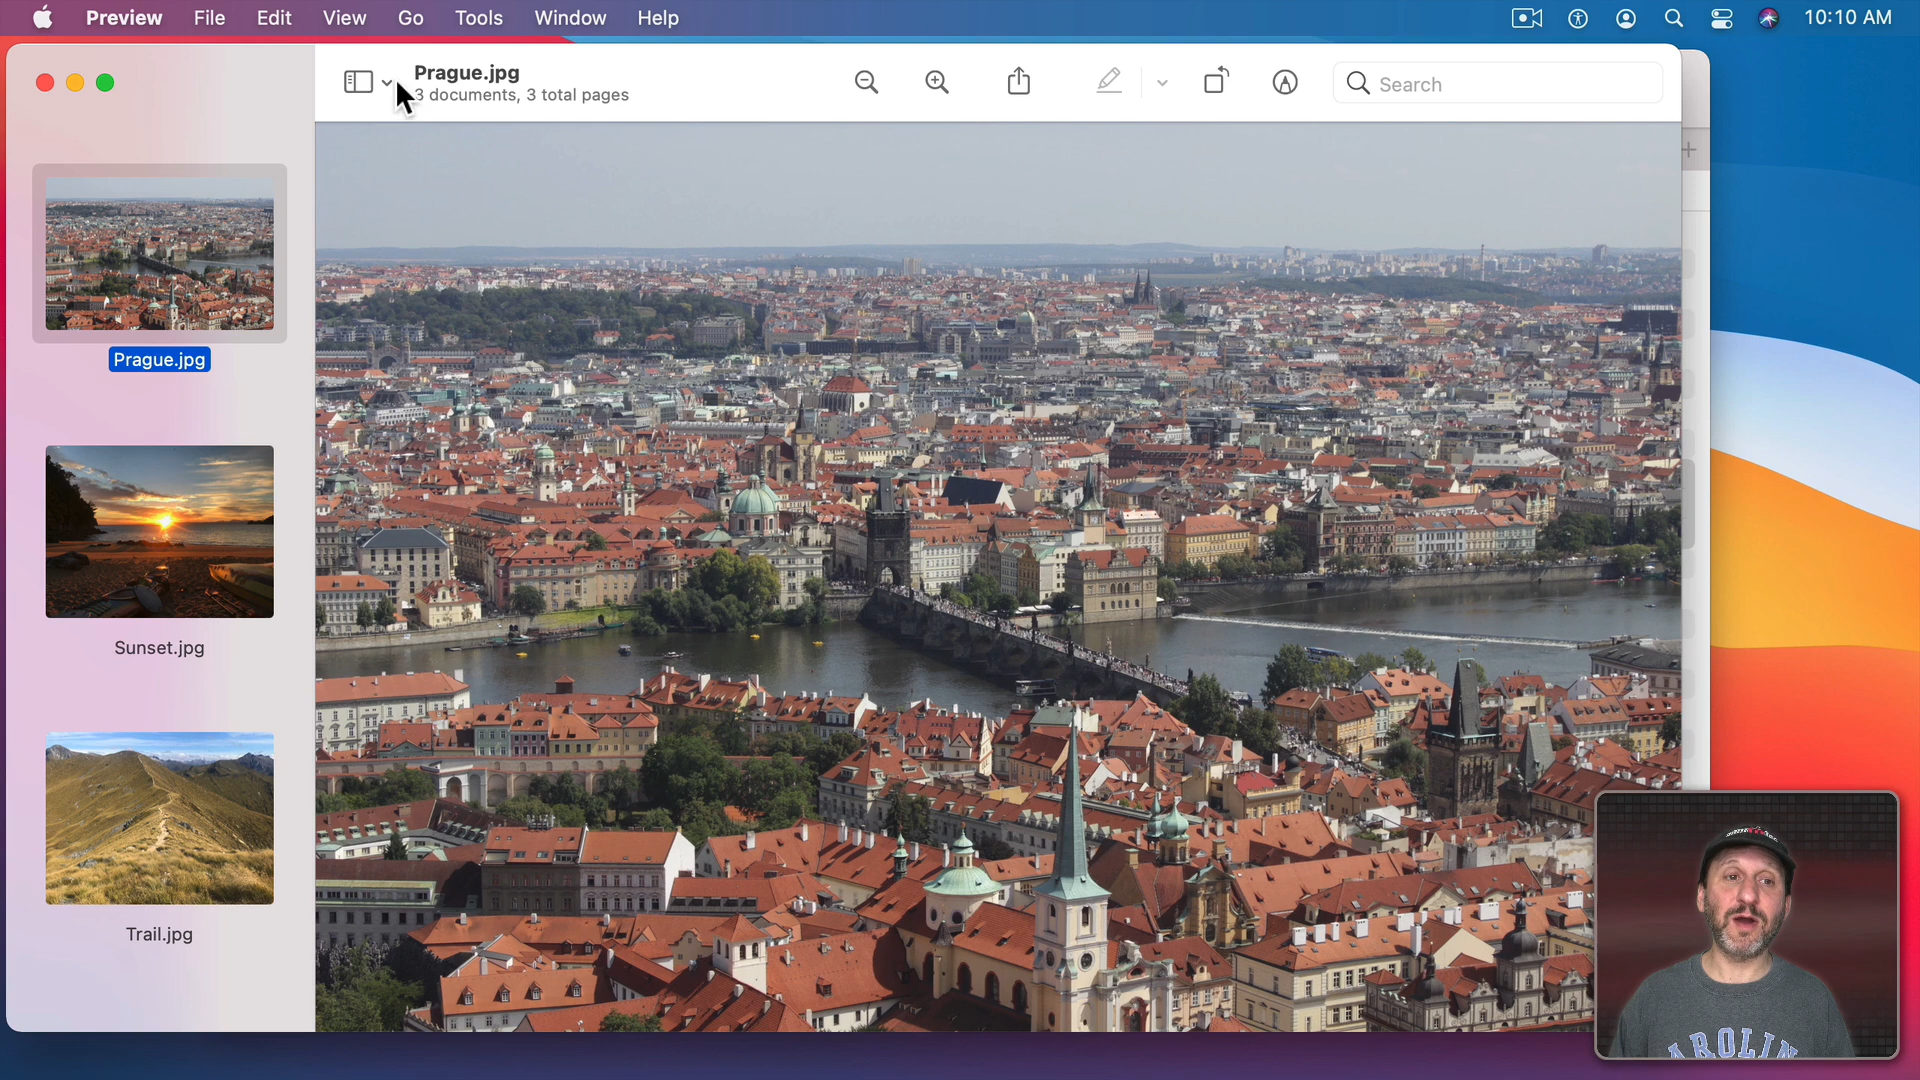 Preview File Edit View Go Tools Window Help 10:10 AM
Prague.jpg
3 documents, 3 total pages
Search
Prague.jpg
Sunset.jpg
Trail.jpg